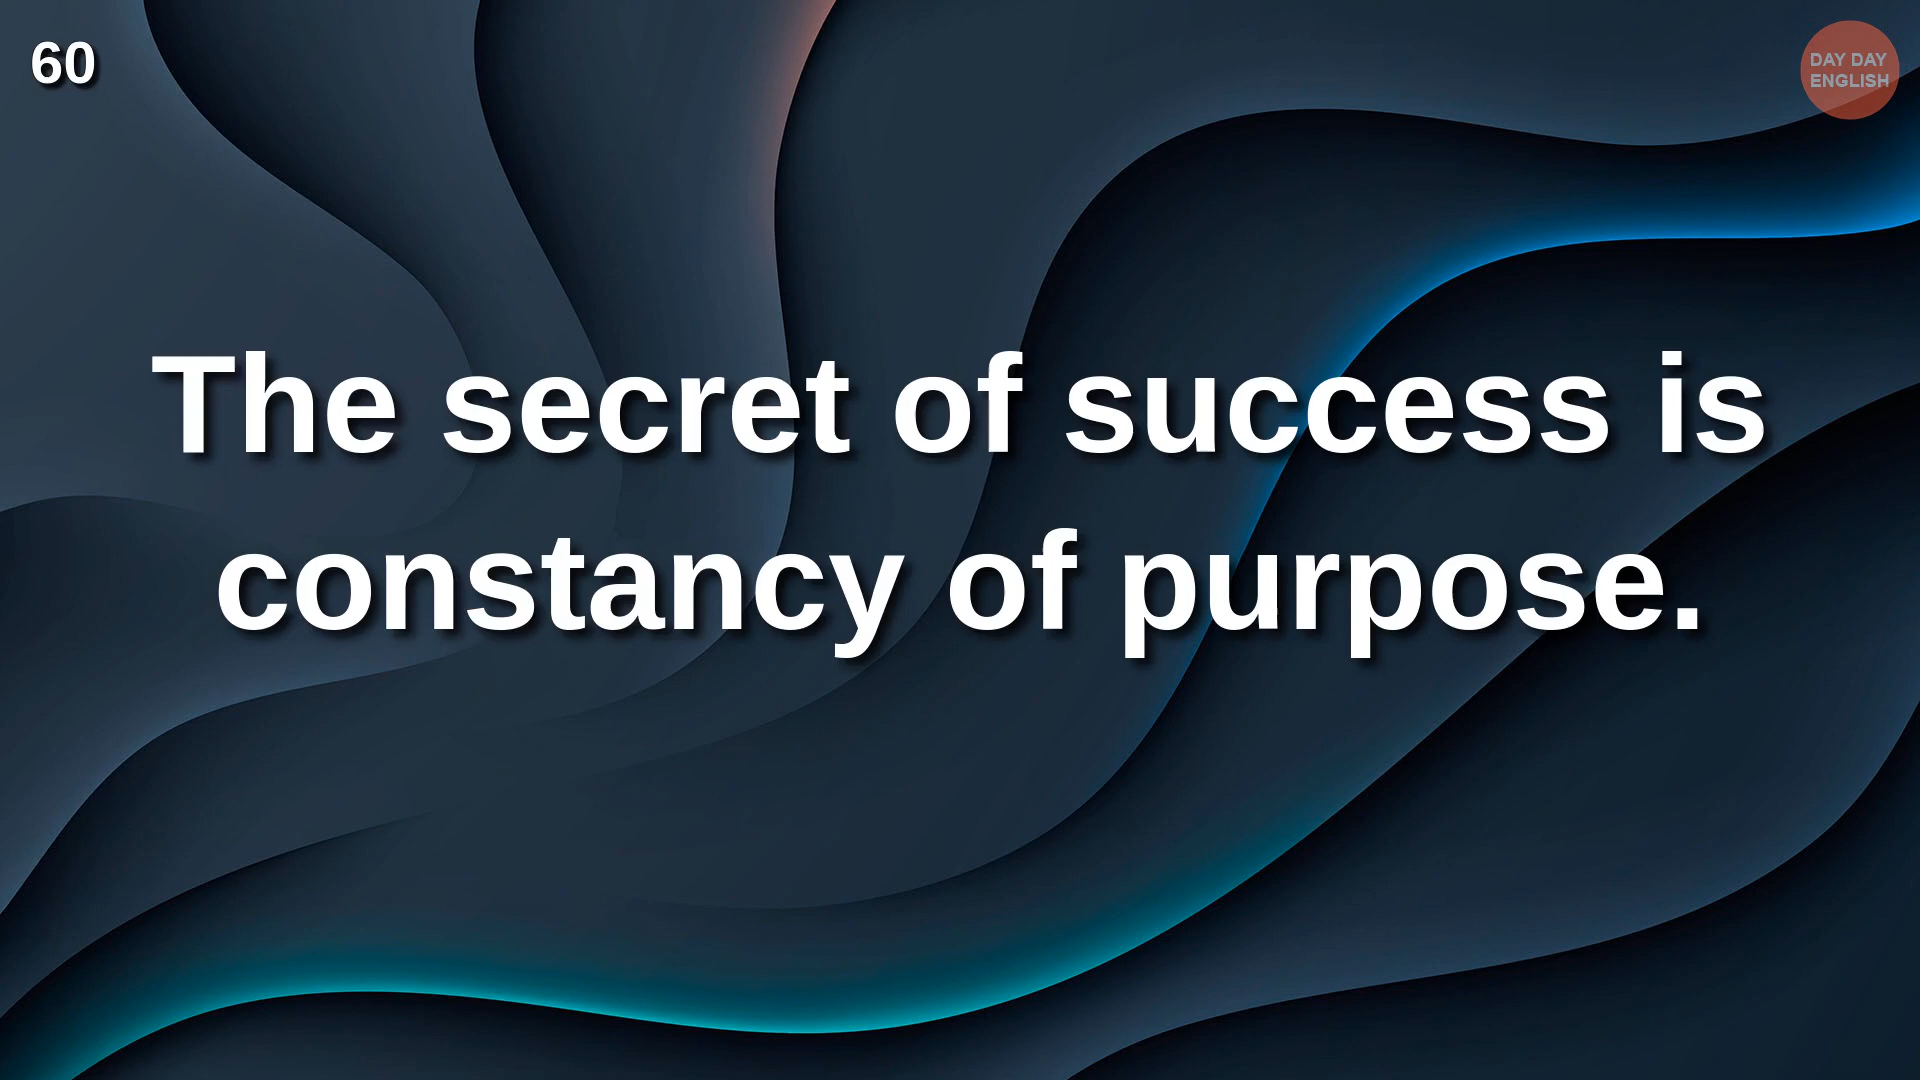 60
DAY DAY
ENGLISH
The secret of success is
constancy of purpose.